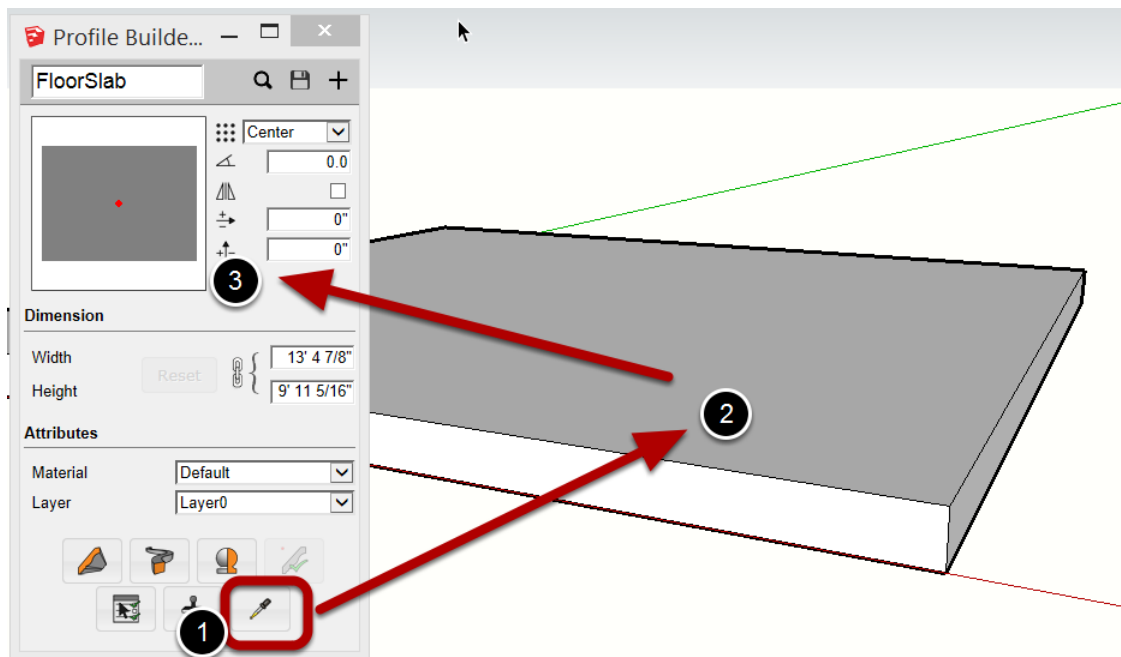 Profile Builde...
FloorSlab
Center
0.0
0"
0"
3
Dimension
Width 13' 4 7/8"
Reset
Height 9' 11 5/16"
2
Attributes
Material Default
Layer Layer0
1